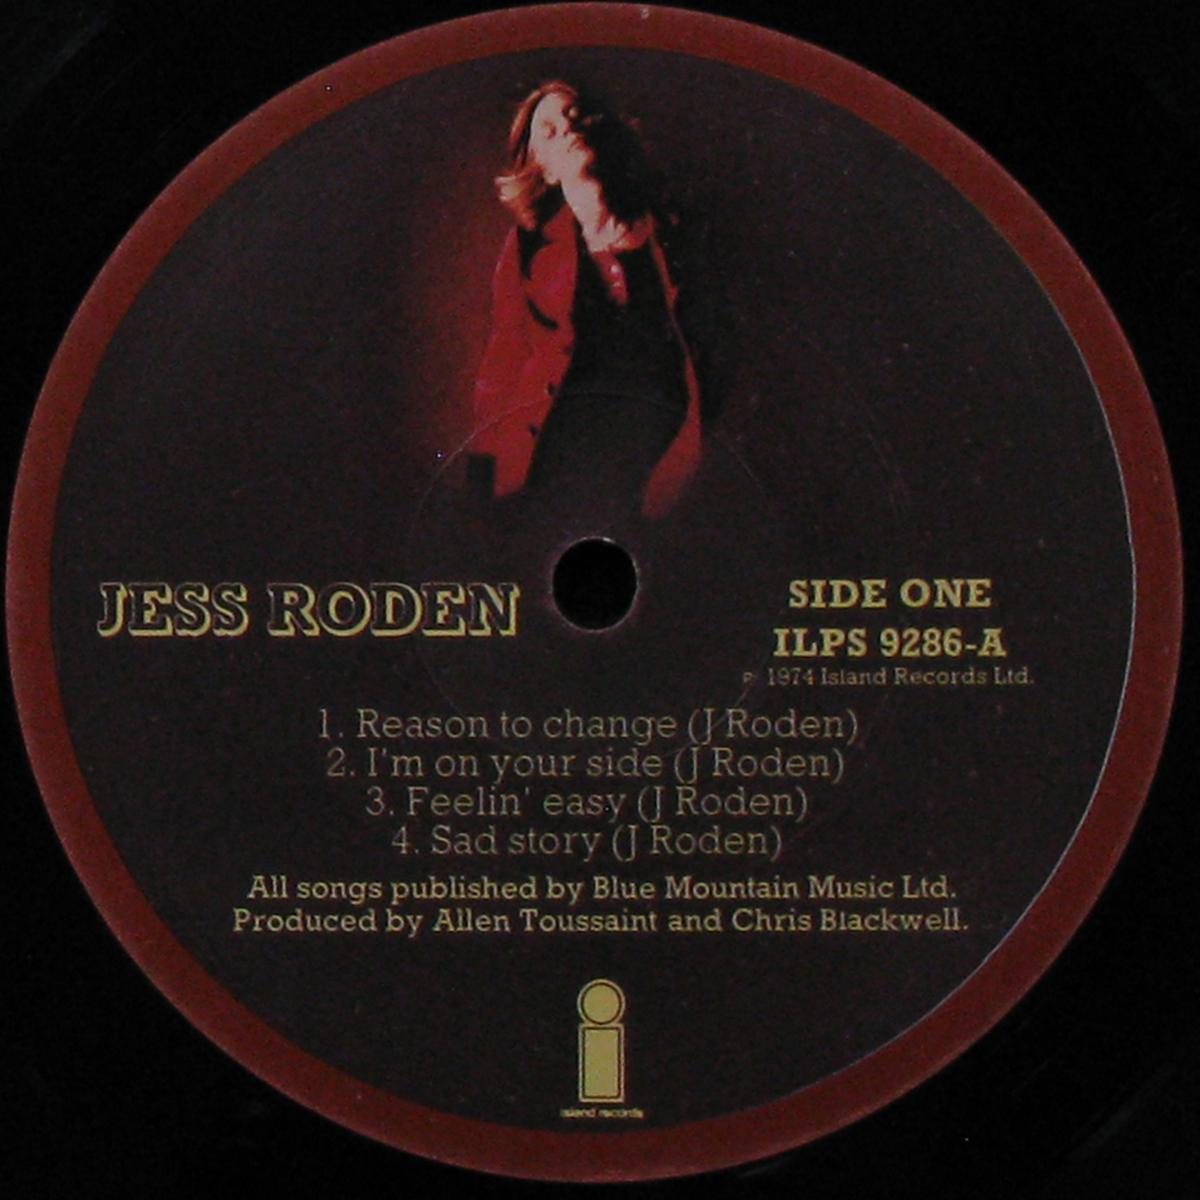 JESS RODEN
SIDE ONE
ILPS 9286-A
℗ 1974 Island Records Ltd.
1. Reason to change (J Roden)
2. I'm on your side (J Roden)
3. Feelin' easy (J Roden)
4. Sad story (J Roden)
All songs published by Blue Mountain Music Ltd.
Produced by Allen Toussaint and Chris Blackwell.
i
island records